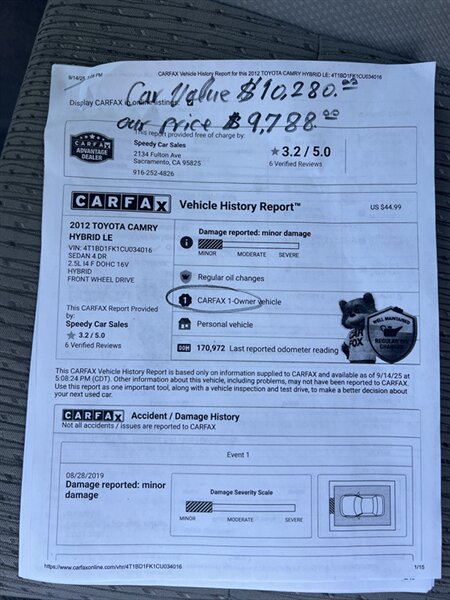 9/14/25, PM CARFAX Vehicle History Report for this 2012 TOYOTA CAMRY HYBRID LE: 4T1BD1FK1CU034016
Car Value $10,280.00
Display CARFAX in online listings:
our price $9,788.00
This report provided free of charge by:
CARFAX
ADVANTAGE
DEALER
Speedy Car Sales
2134 Fulton Ave
Sacramento, CA 95825
916-252-4826
★ 3.2 / 5.0
6 Verified Reviews
CARFAX Vehicle History Report™
US $44.99
2012 TOYOTA CAMRY
HYBRID LE
VIN: 4T1BD1FK1CU034016
SEDAN 4 DR
2.5L I4 F DOHC 16V
HYBRID
FRONT WHEEL DRIVE
This CARFAX Report Provided
by:
Speedy Car Sales
★ 3.2 / 5.0
6 Verified Reviews
Damage reported: minor damage
MINOR MODERATE SEVERE
Regular oil changes
1 CARFAX 1-Owner vehicle
Personal vehicle
170,972 Last reported odometer reading
CAR
FOX
WELL MAINTAINED
REGULAR OIL
CHANGES
This CARFAX Vehicle History Report is based only on information supplied to CARFAX and available as of 9/14/25 at
5:08:24 PM (CDT). Other information about this vehicle, including problems, may not have been reported to CARFAX.
Use this report as one important tool, along with a vehicle inspection and test drive, to make a better decision about
your next used car.
CARFAX Accident / Damage History
Not all accidents / issues are reported to CARFAX
Event 1
08/28/2019
Damage reported: minor
damage
Damage Severity Scale
MINOR MODERATE SEVERE
https://www.carfaxonline.com/vhr/4T1BD1FK1CU034016 1/15